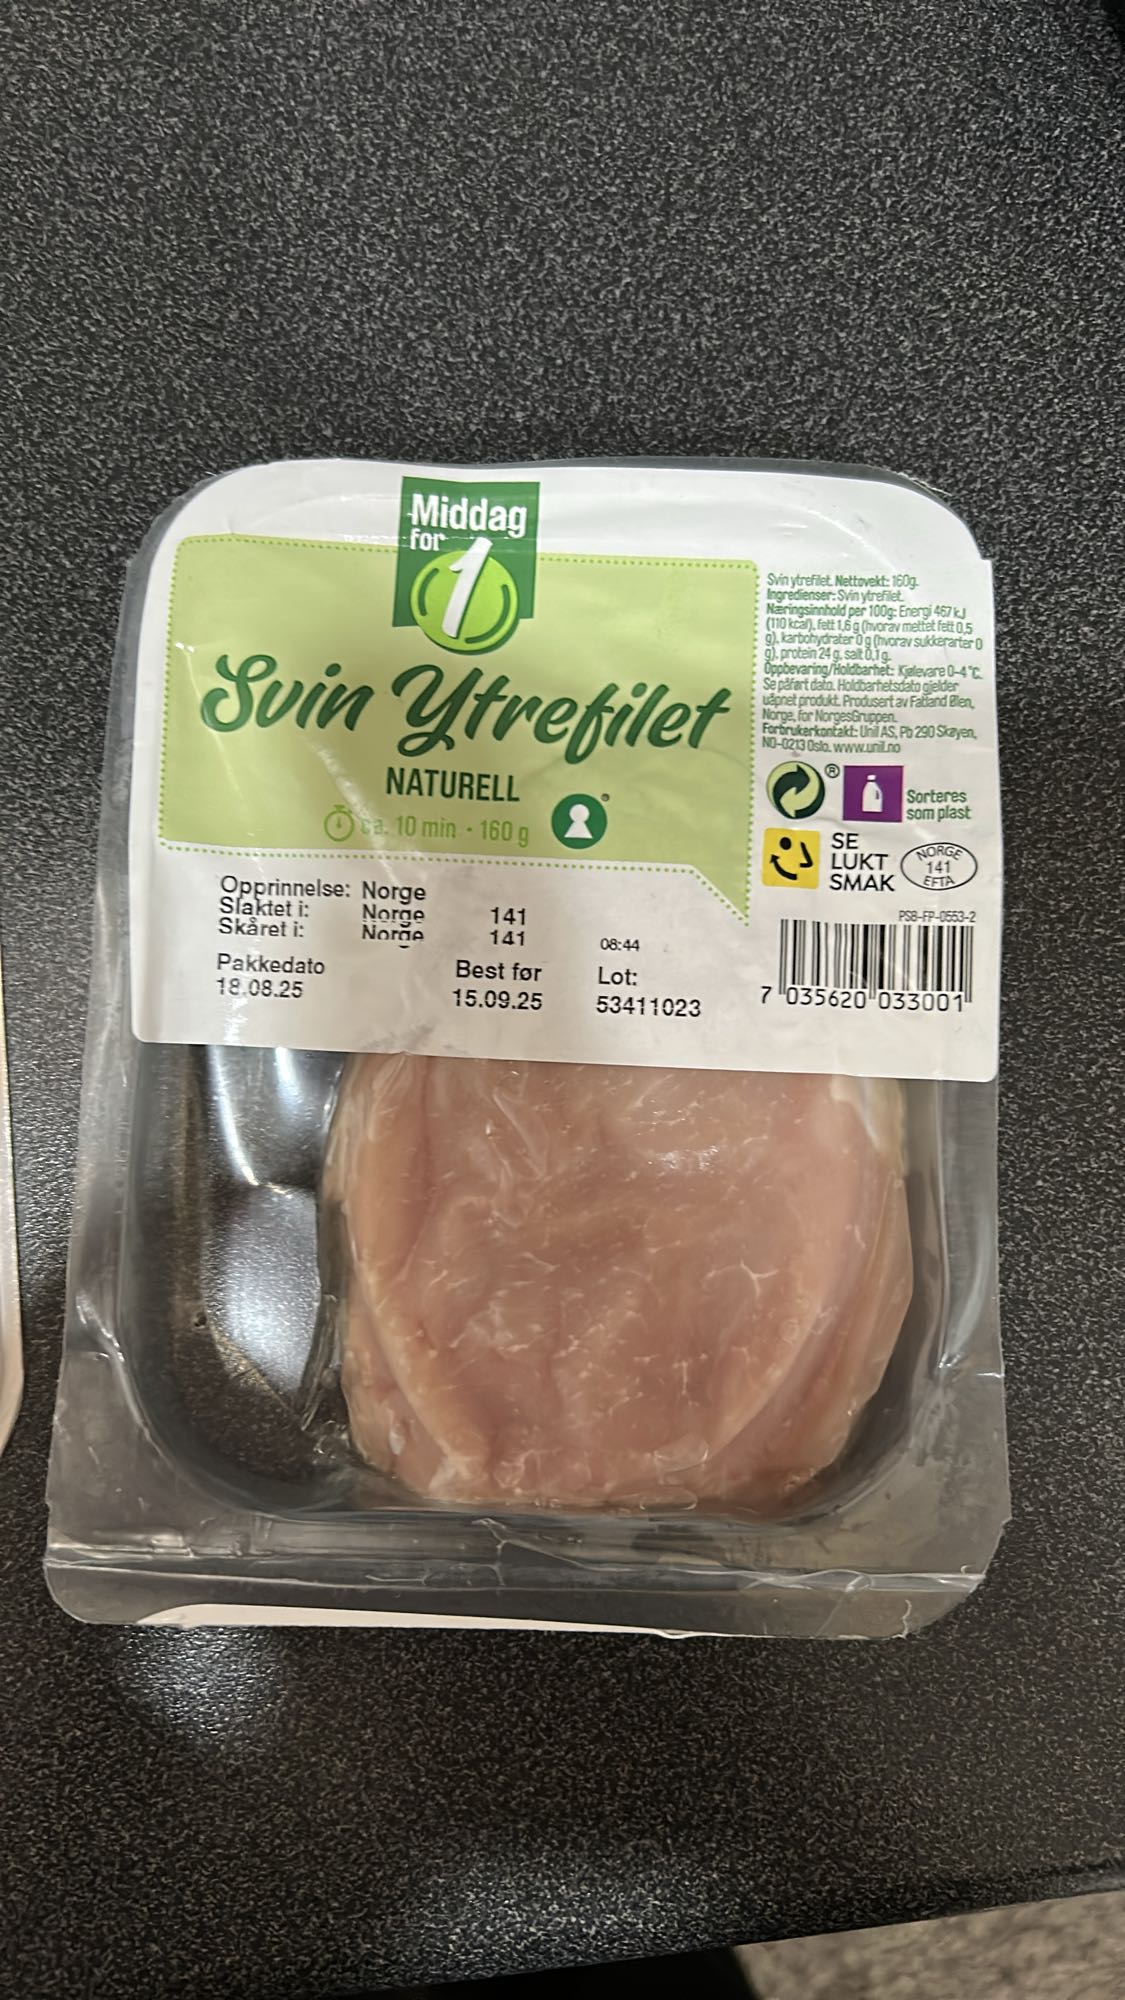 Middag
for
1
Svin Ytrefilet
NATURELL
ca. 10 min · 160 g
Svin ytrefilet. Nettovekt: 160g.
Ingredienser: Svin ytrefilet.
Næringsinnhold per 100g: Energi 467 kJ
(110 kcal), fett 1,6 g (hvorav mettet fett 0,5
g), karbohydrater 0 g (hvorav sukkerarter 0
g), protein 24 g, salt 0,1 g.
Oppbevaring/Holdbarhet: Kjølevare 0-4 °C.
Se påført dato. Holdbarhetsdato gjelder
uåpnet produkt. Produsert av Fatland Ølen,
Norge, for NorgesGruppen.
Forbrukerkontakt: Unil AS, Pb 290 Skøyen,
NO-0213 Oslo. www.unil.no
®
Sorteres
som plast
SE
LUKT
SMAK
NORGE
141
EFTA
PSB-FP-0553-2
7 035620 033001
Opprinnelse: Norge
Slaktet i: Norge 141
Skåret i: Norge 141
08:44
Pakkedato Best før Lot:
18.08.25 15.09.25 53411023